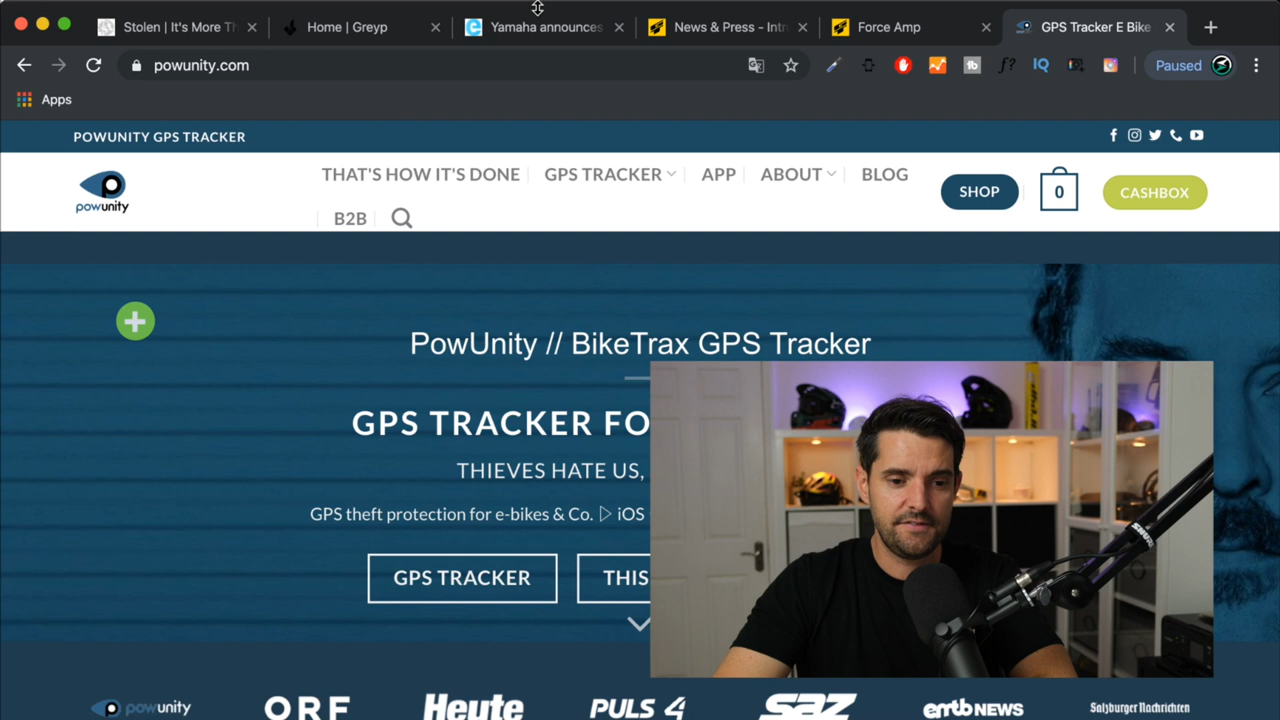 Stolen | It's More Th
Home | Greyp
Yamaha announces
News & Press - Intr
Force Amp
GPS Tracker E Bike
powunity.com
f?
IQ
Paused
Apps
POWUNITY GPS TRACKER
powunity
THAT'S HOW IT'S DONE
GPS TRACKER
APP
ABOUT
BLOG
B2B
SHOP
0
CASHBOX
PowUnity // BikeTrax GPS Tracker
GPS TRACKER FO
THIEVES HATE US,
GPS theft protection for e-bikes & Co. ▷ iOS
GPS TRACKER
THIS
SHURE
powunity
ORF
Heute
PULS 4
saz
emtb NEWS
Salzburger Nachrichten